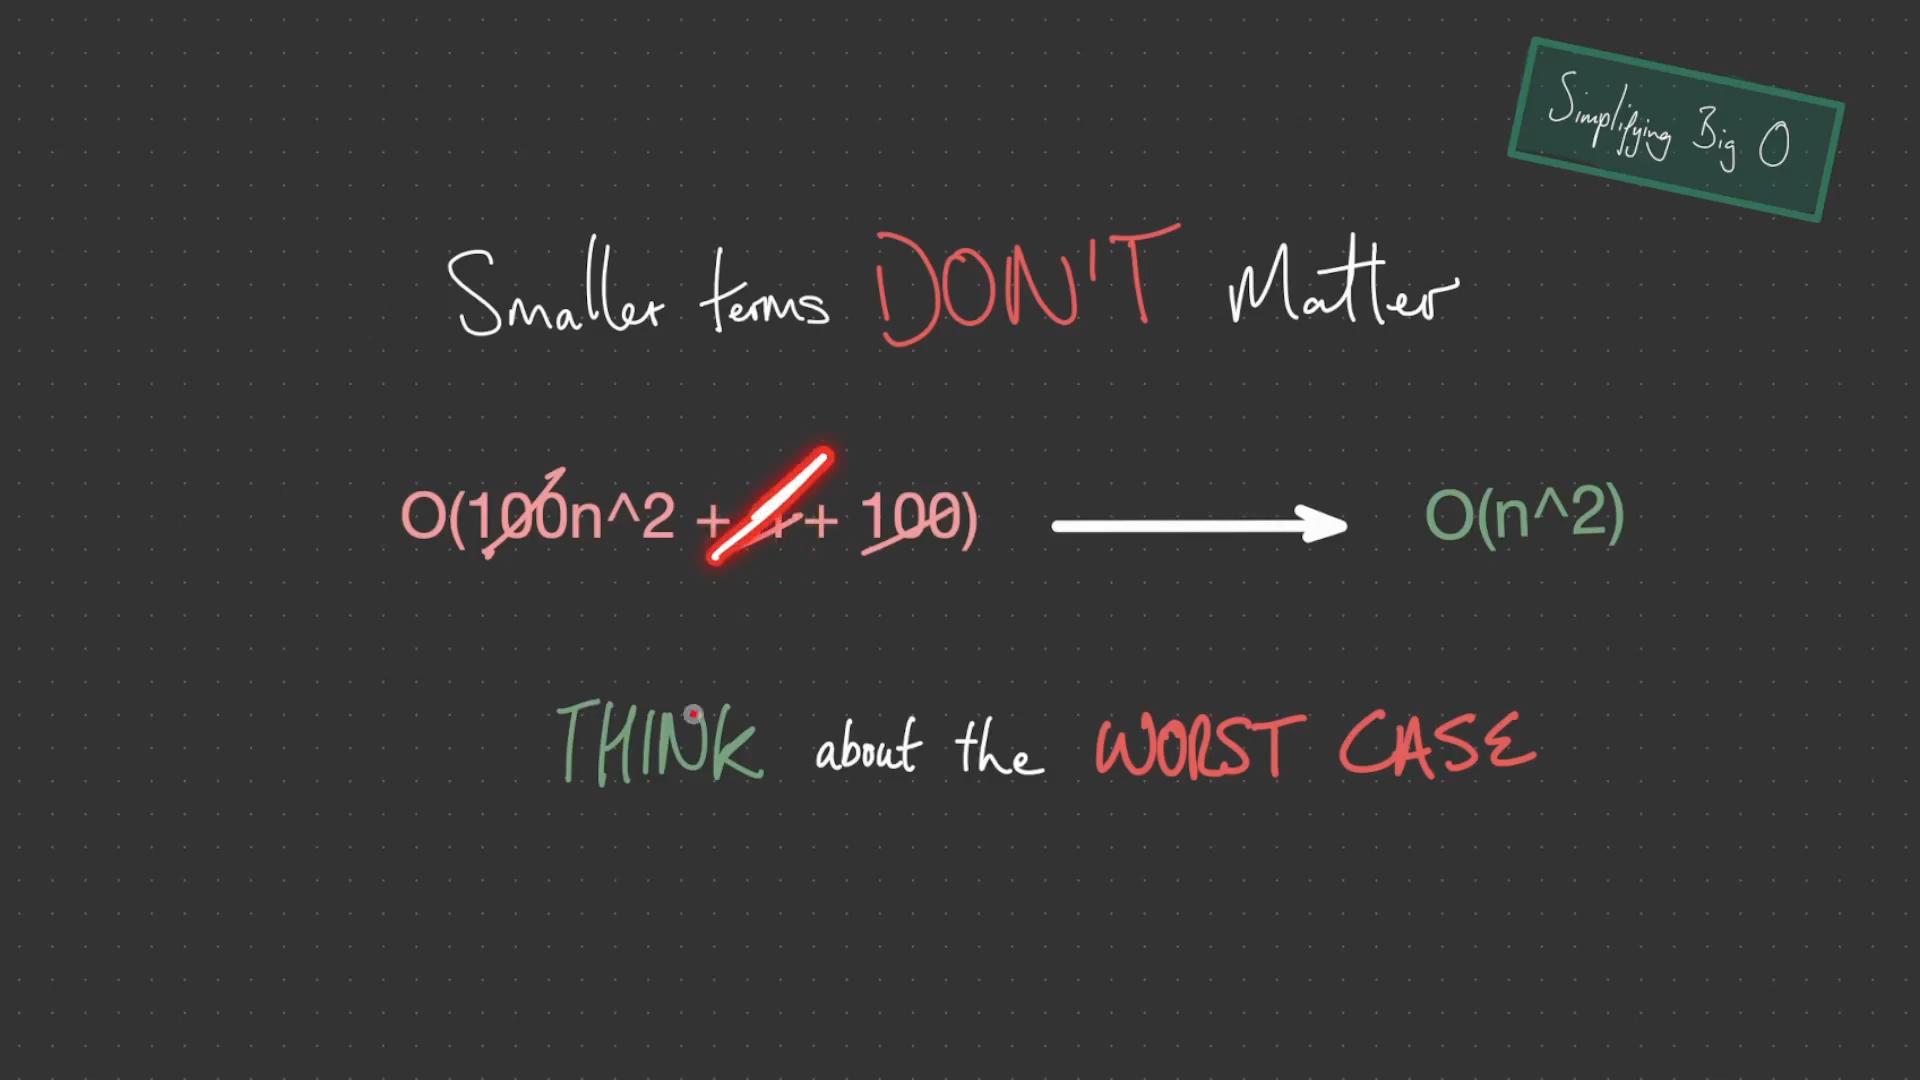 Simplifying Big O
Smaller terms DON'T Matter
O(100n^2 + + 100) O(n^2)
THINK about the WORST CASE